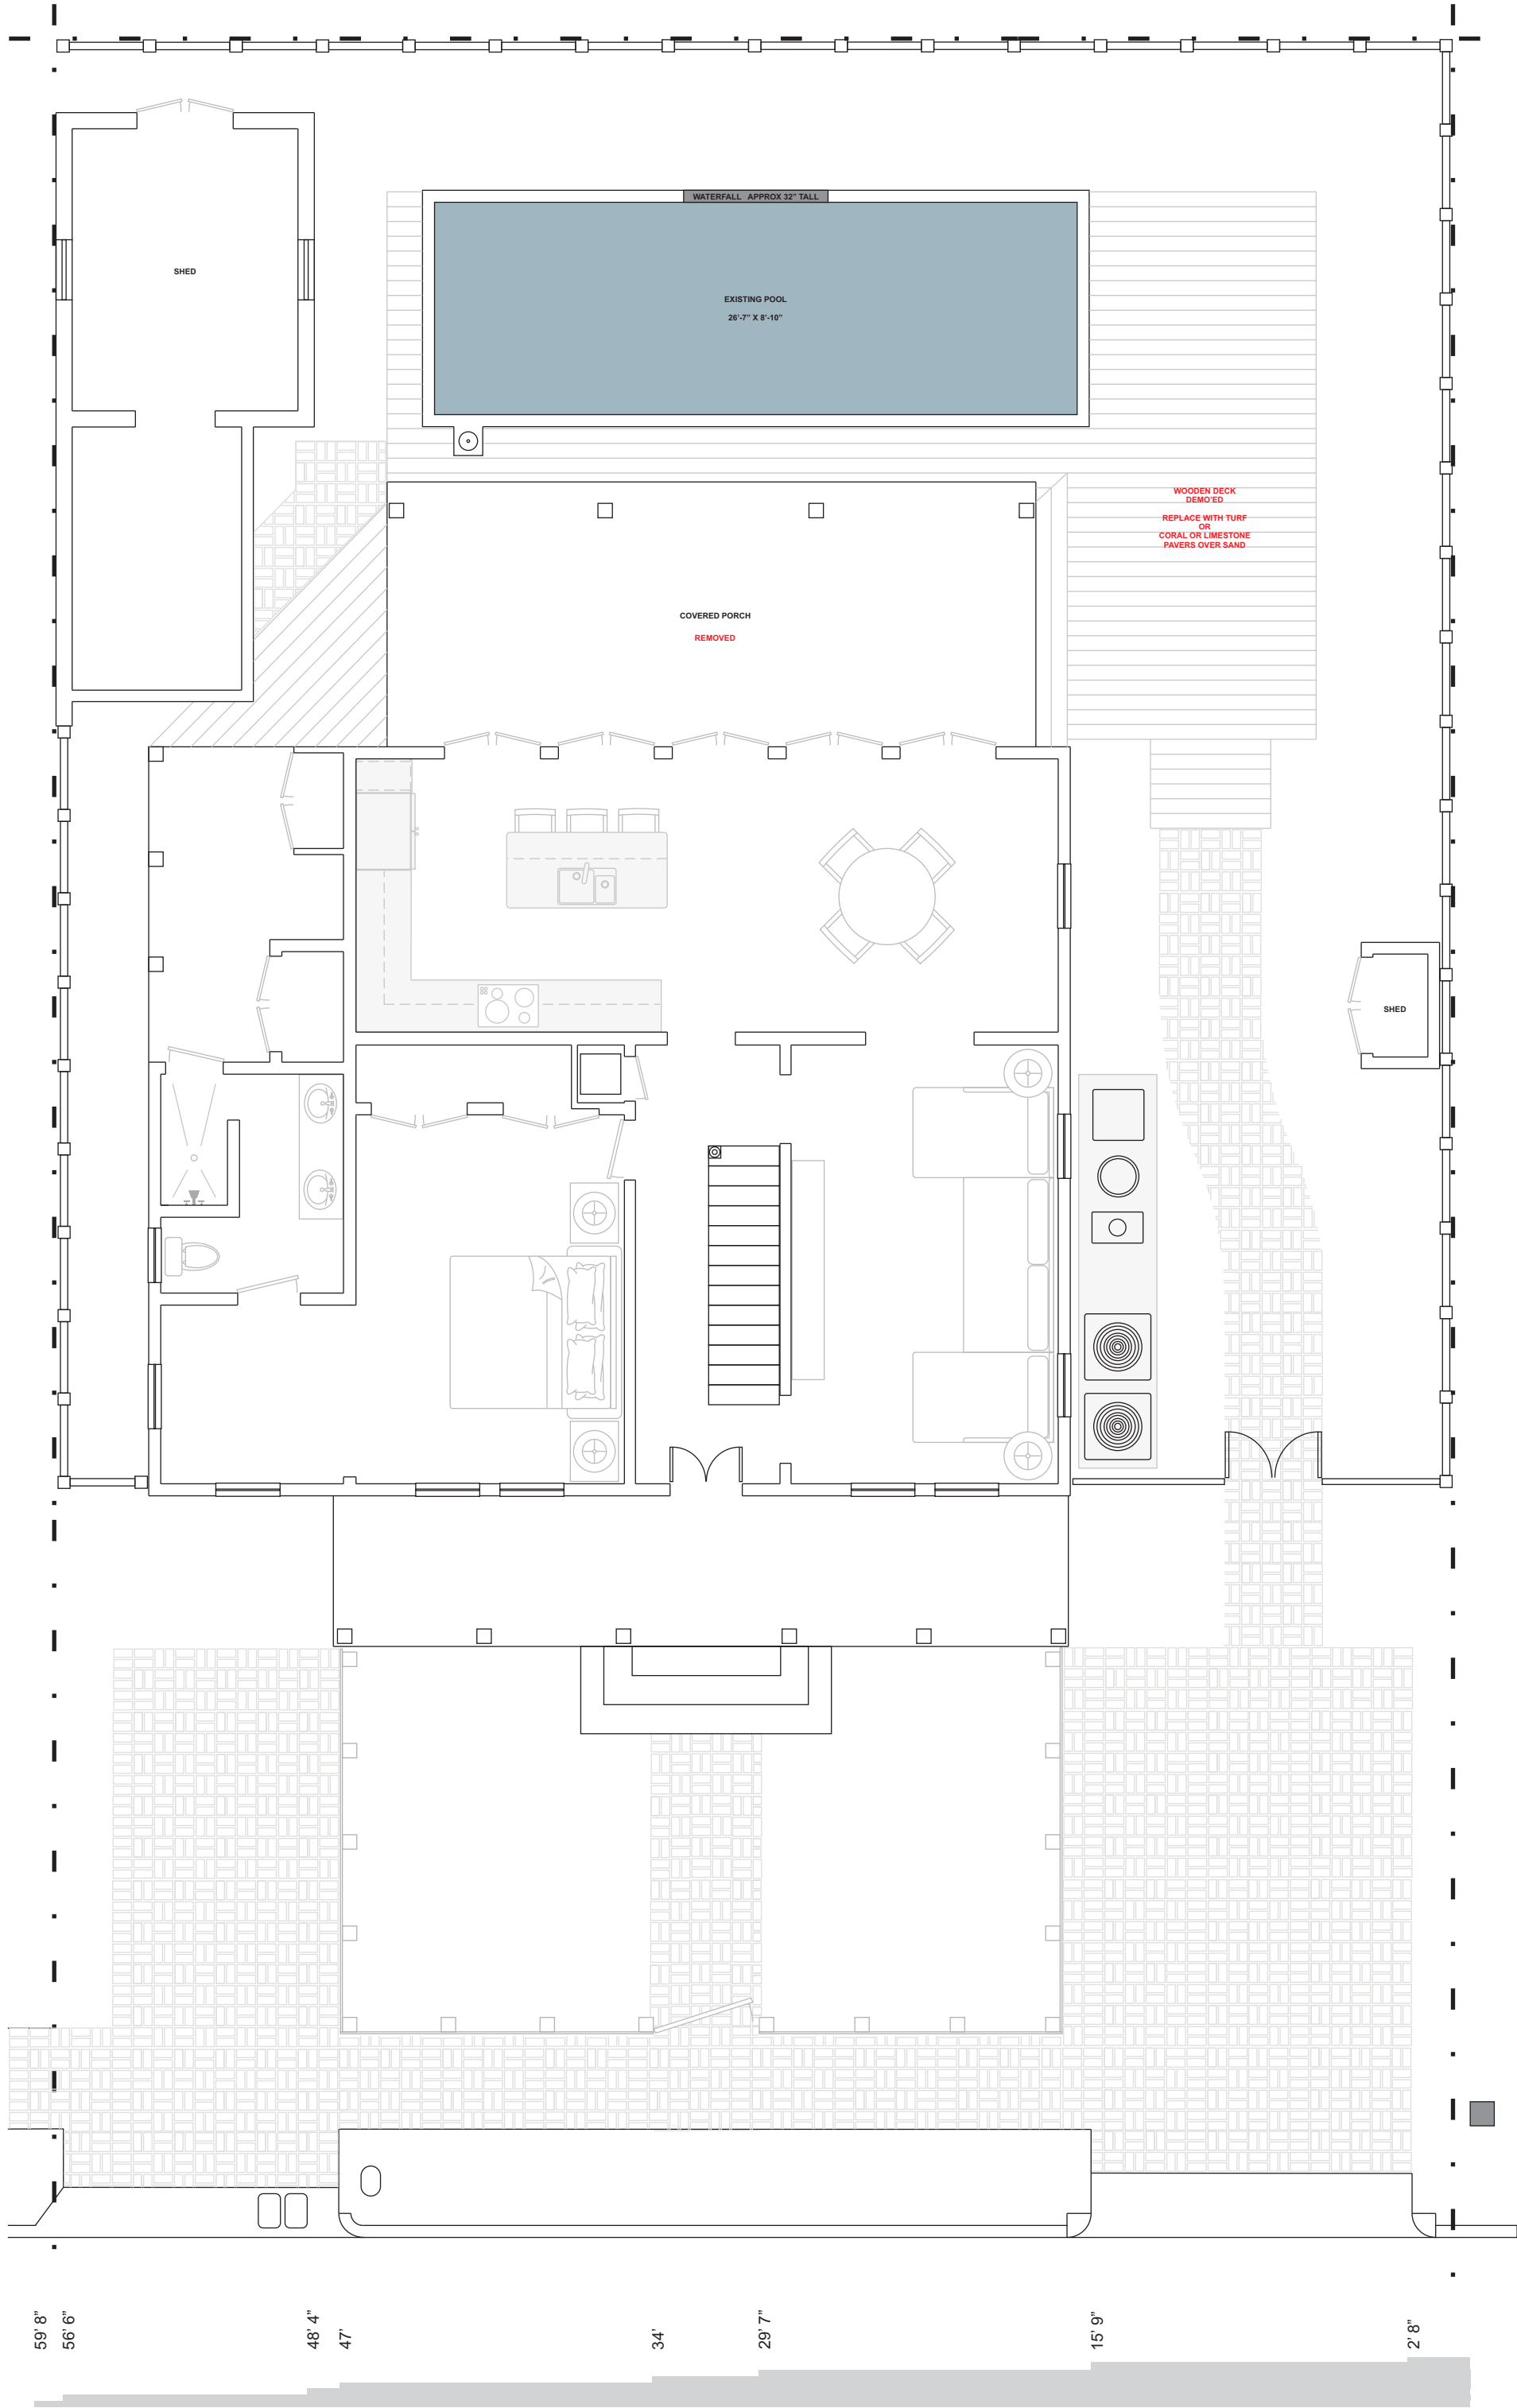 WATERFALL APPROX 32" TALL
SHED
EXISTING POOL
26'-7" X 8'-10"
WOODEN DECK
DEMO'ED
REPLACE WITH TURF
OR
CORAL OR LIMESTONE
PAVERS OVER SAND
COVERED PORCH
REMOVED
SHED
59' 8"
56' 6"
48' 4"
47'
34'
29' 7"
15' 9"
2' 8"